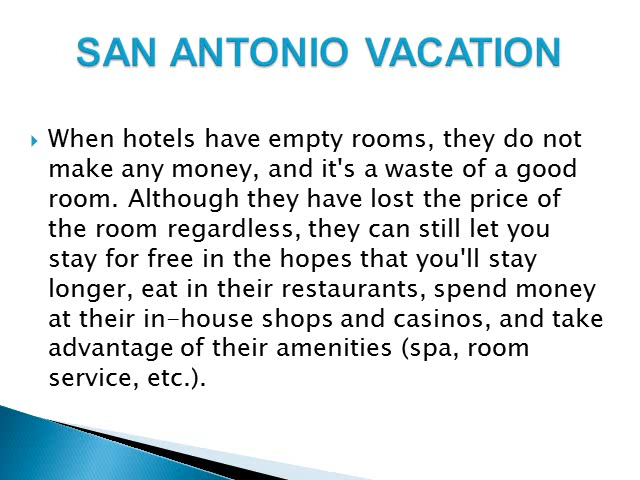 SAN ANTONIO VACATION
When hotels have empty rooms, they do not
make any money, and it's a waste of a good
room. Although they have lost the price of
the room regardless, they can still let you
stay for free in the hopes that you'll stay
longer, eat in their restaurants, spend money
at their in-house shops and casinos, and take
advantage of their amenities (spa, room
service, etc.).